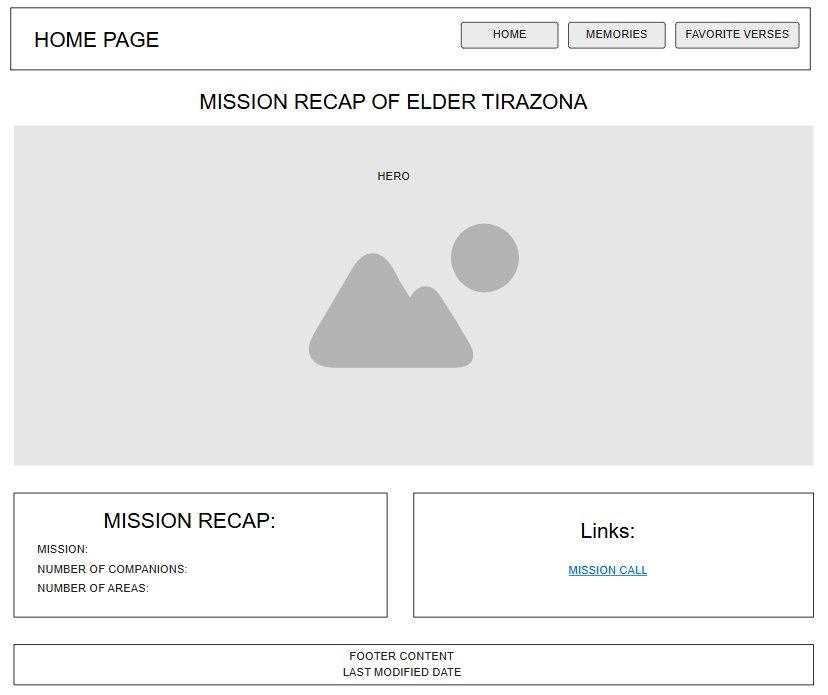 HOME PAGE
HOME
MEMORIES
FAVORITE VERSES
MISSION RECAP OF ELDER TIRAZONA
HERO
MISSION RECAP:
MISSION:
NUMBER OF COMPANIONS:
NUMBER OF AREAS:
Links:
MISSION CALL
FOOTER CONTENT
LAST MODIFIED DATE